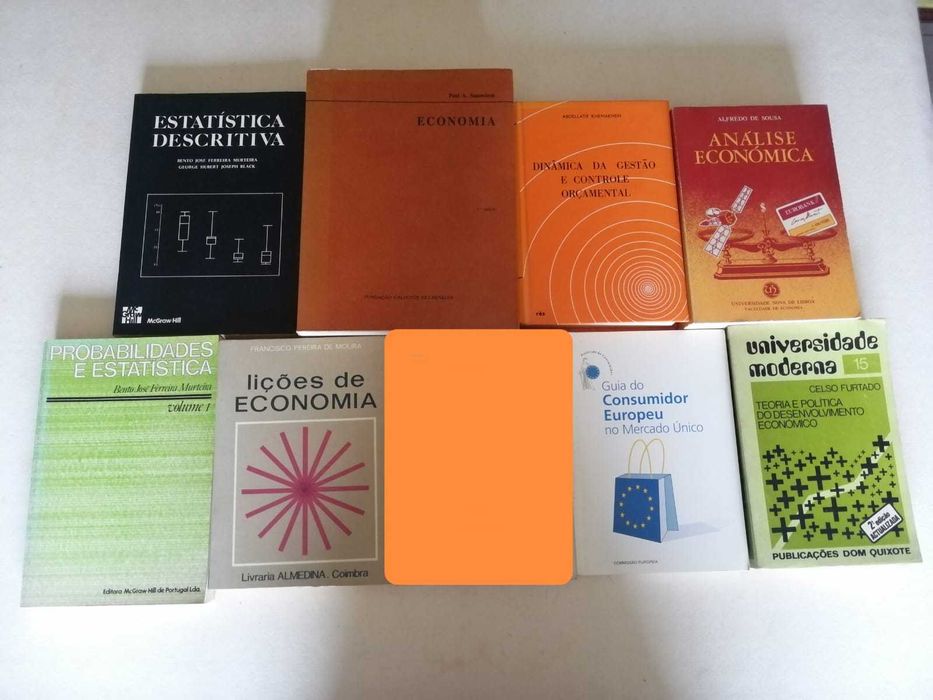 ESTATÍSTICA
DESCRITIVA
BENTO JOSÉ FERREIRA MURTEIRA
GEORGE HUBERT JOSEPH BLACK
McGraw Hill
Paul A. Samuelson
ECONOMIA
FUNDAÇÃO CALOUSTE GULBENKIAN
ABDELLATIF KHEMAKHEM
DINÂMICA DA GESTÃO
E CONTROLE
ORÇAMENTAL
rés
ALFREDO DE SOUSA
ANÁLISE
ECONÓMICA
EUROBANK
UNIVERSIDADE NOVA DE LISBOA
FACULDADE DE ECONOMIA
PROBABILIDADES
E ESTATÍSTICA
Bento José Ferreira Murteira
volume 1
Editora McGraw Hill de Portugal Lda.
FRANCISCO PEREIRA DE MOURA
lições de
ECONOMIA
Livraria ALMEDINA. Coimbra
Guia do
Consumidor
Europeu
no Mercado Único
COMISSÃO EUROPEIA
universidade
moderna 15
CELSO FURTADO
TEORIA E POLÍTICA
DO DESENVOLVIMENTO
ECONÓMICO
2ª edição
ACTUALIZADA
PUBLICAÇÕES DOM QUIXOTE